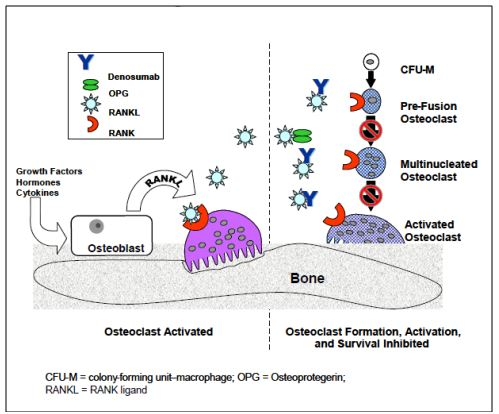 Denosumab
OPG
RANKL
RANK
Growth Factors
Hormones
Cytokines
RANKL
Osteoblast
CFU-M
Pre-Fusion
Osteoclast
Multinucleated
Osteoclast
Activated
Osteoclast
Bone
Osteoclast Activated
Osteoclast Formation, Activation,
and Survival Inhibited
CFU-M = colony-forming unit–macrophage; OPG = Osteoprotegerin;
RANKL = RANK ligand